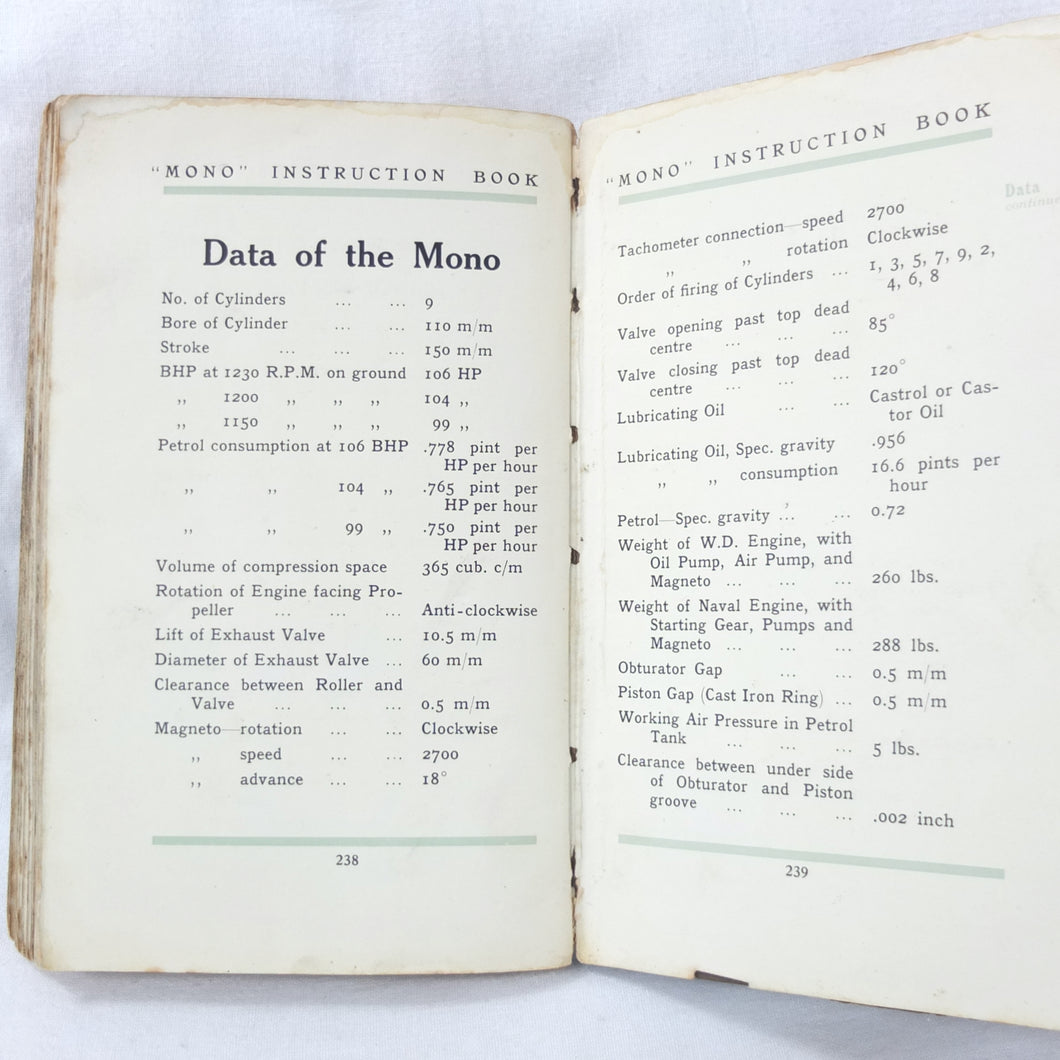 "MONO" INSTRUCTION BOOK
Data of the Mono
No. of Cylinders ... ... 9
Bore of Cylinder ... ... 110 m/m
Stroke ... ... ... 150 m/m
BHP at 1230 R.P.M. on ground 106 HP
,, 1200 ,, ,, ,, 104 ,,
,, 1150 ,, ,, ,, 99 ,,
Petrol consumption at 106 BHP .778 pint per
HP per hour
,, ,, 104 ,, .765 pint per
HP per hour
,, ,, 99 ,, .750 pint per
HP per hour
Volume of compression space 365 cub. c/m
Rotation of Engine facing Pro-
peller ... ... ... Anti-clockwise
Lift of Exhaust Valve ... 10.5 m/m
Diameter of Exhaust Valve ... 60 m/m
Clearance between Roller and
Valve ... ... ... 0.5 m/m
Magneto—rotation ... ... Clockwise
,, speed ... ... 2700
,, advance ... ... 18°
238
"MONO" INSTRUCTION BOOK
Data
continue
Tachometer connection—speed 2700
,, ,, rotation Clockwise
Order of firing of Cylinders ... 1, 3, 5, 7, 9, 2,
4, 6, 8
Valve opening past top dead
centre ... ... ... 85°
Valve closing past top dead
centre ... ... ... 120°
Lubricating Oil ... ... Castrol or Cas-
tor Oil
Lubricating Oil, Spec. gravity .956
,, ,, consumption 16.6 pints per
hour
Petrol—Spec. gravity ... ... 0.72
Weight of W.D. Engine, with
Oil Pump, Air Pump, and
Magneto ... ... ... 260 lbs.
Weight of Naval Engine, with
Starting Gear, Pumps and
Magneto ... ... ... 288 lbs.
Obturator Gap ... ... 0.5 m/m
Piston Gap (Cast Iron Ring) ... 0.5 m/m
Working Air Pressure in Petrol
Tank ... ... ... 5 lbs.
Clearance between under side
of Obturator and Piston
groove ... ... ... .002 inch
239